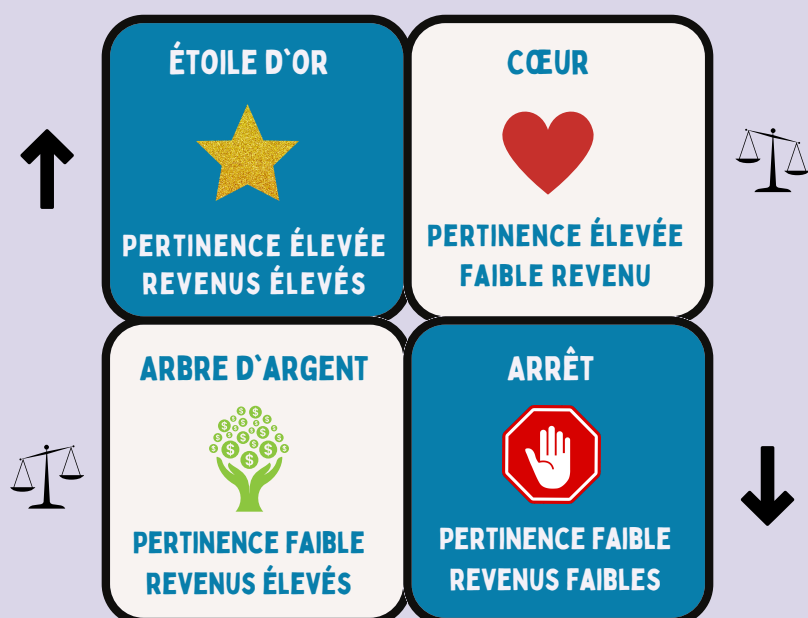 ÉTOILE D`OR
PERTINENCE ÉLEVÉE
REVENUS ÉLEVÉS
CŒUR
PERTINENCE ÉLEVÉE
FAIBLE REVENU
ARBRE D`ARGENT
$ $ $ $ $ $ $ $ $ $ $ $ $ $ $ $
PERTINENCE FAIBLE
REVENUS ÉLEVÉS
ARRÊT
PERTINENCE FAIBLE
REVENUS FAIBLES